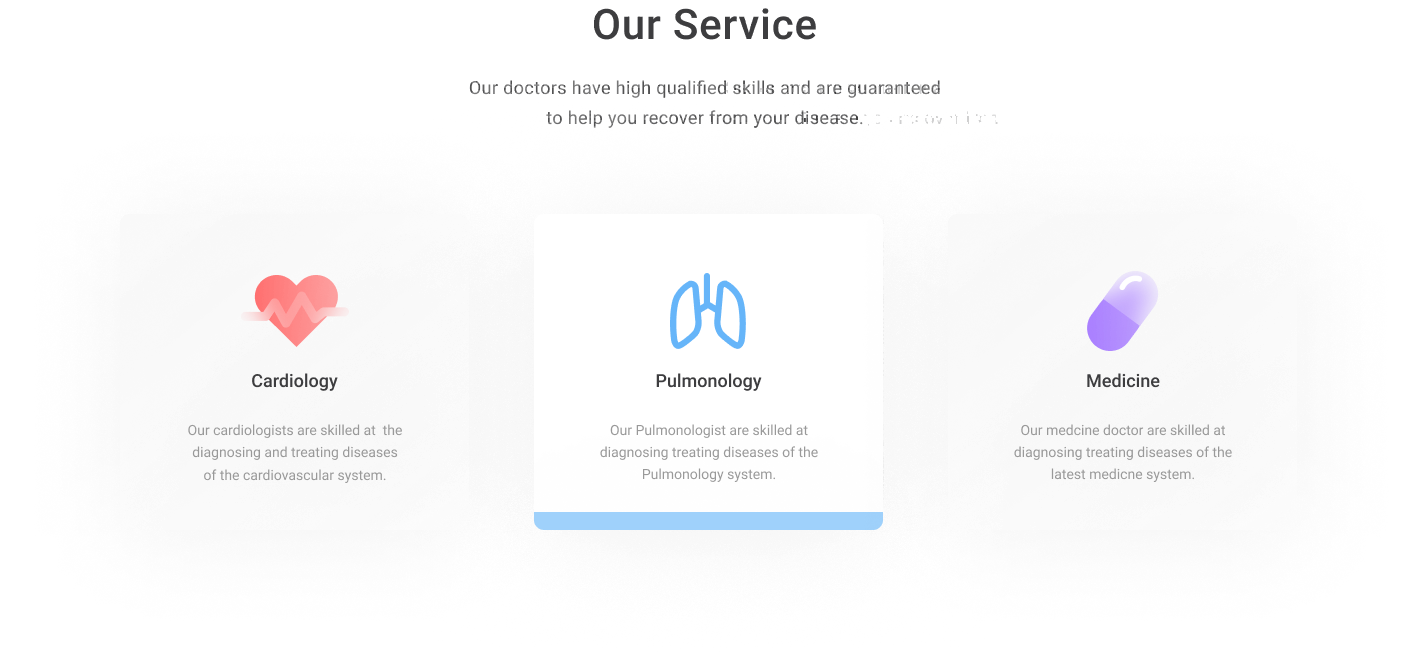 Our Service
Our doctors have high qualified skills and are guaranteed
to help you recover from your disease.
Cardiology
Our cardiologists are skilled at the
diagnosing and treating diseases
of the cardiovascular system.
Pulmonology
Our Pulmonologist are skilled at
diagnosing treating diseases of the
Pulmonology system.
Medicine
Our medcine doctor are skilled at
diagnosing treating diseases of the
latest medicne system.